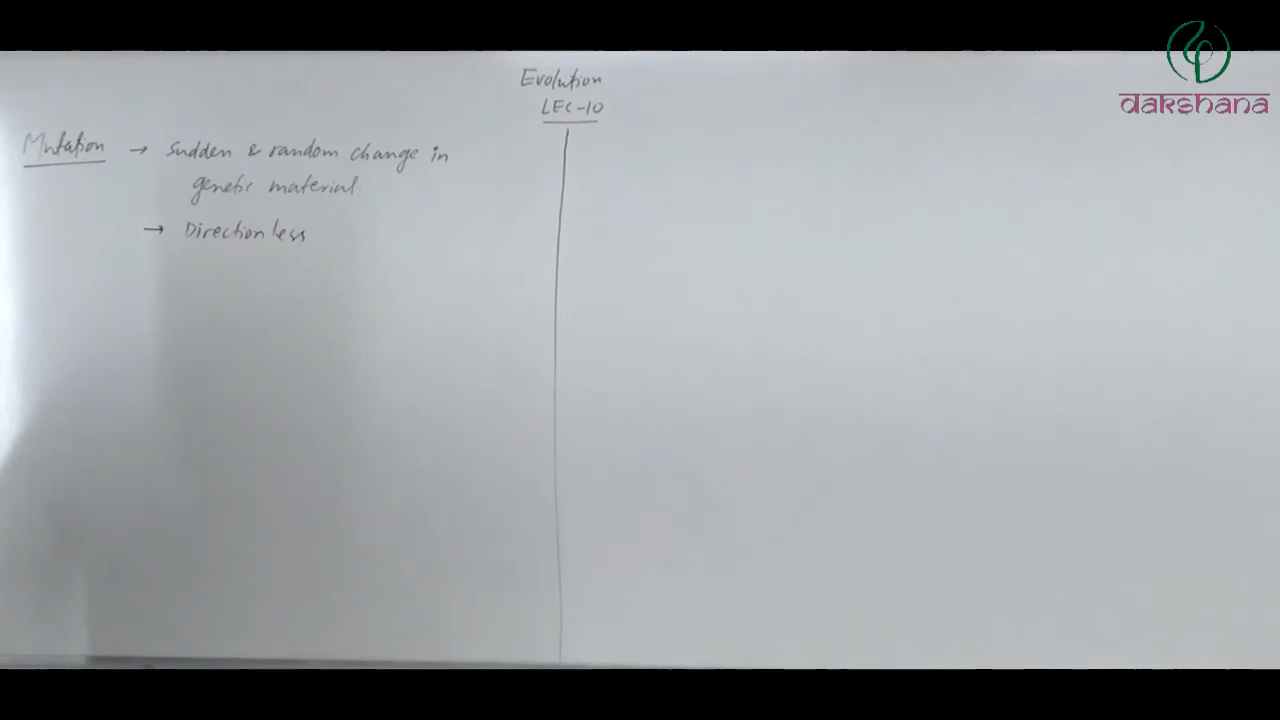 dakshana
Evolution
LEC-10
Mutation → Sudden & random change in
genetic material
→ Directionless